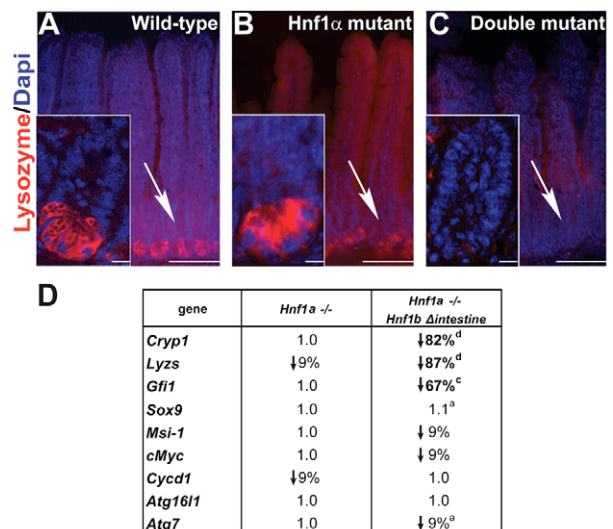 A Wild-type
B Hnf1α mutant
C Double mutant
Lysozyme/Dapi
D
gene Hnf1a -/- Hnf1a -/- Hnf1b Δintestine
Cryp1 1.0 ↓82%d
Lyzs ↓9% ↓87%d
Gfi1 1.0 ↓67%c
Sox9 1.0 1.1a
Msi-1 1.0 ↓9%
cMyc 1.0 ↓9%
Cycd1 ↓9% 1.0
Atg16l1 1.0 1.0
Atg7 1.0 ↓9%a